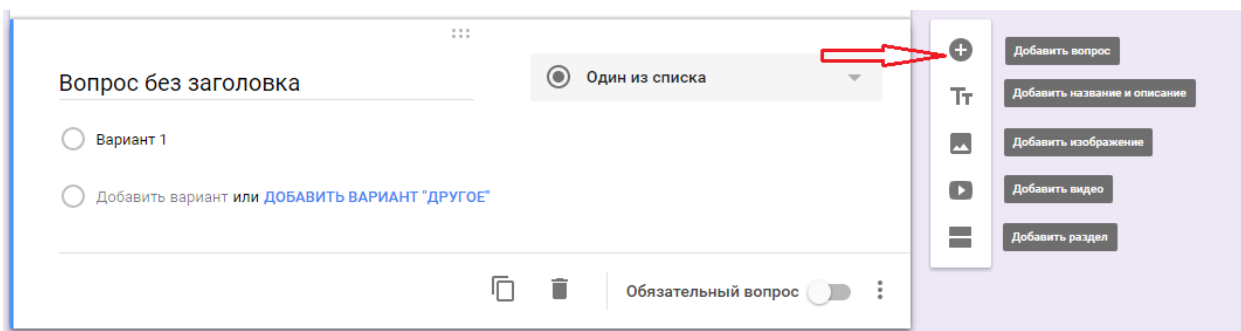 Вопрос без заголовка
Один из списка
Вариант 1
Добавить вариант или ДОБАВИТЬ ВАРИАНТ "ДРУГОЕ"
Обязательный вопрос
Тт
Добавить вопрос
Добавить название и описание
Добавить изображение
Добавить видео
Добавить раздел